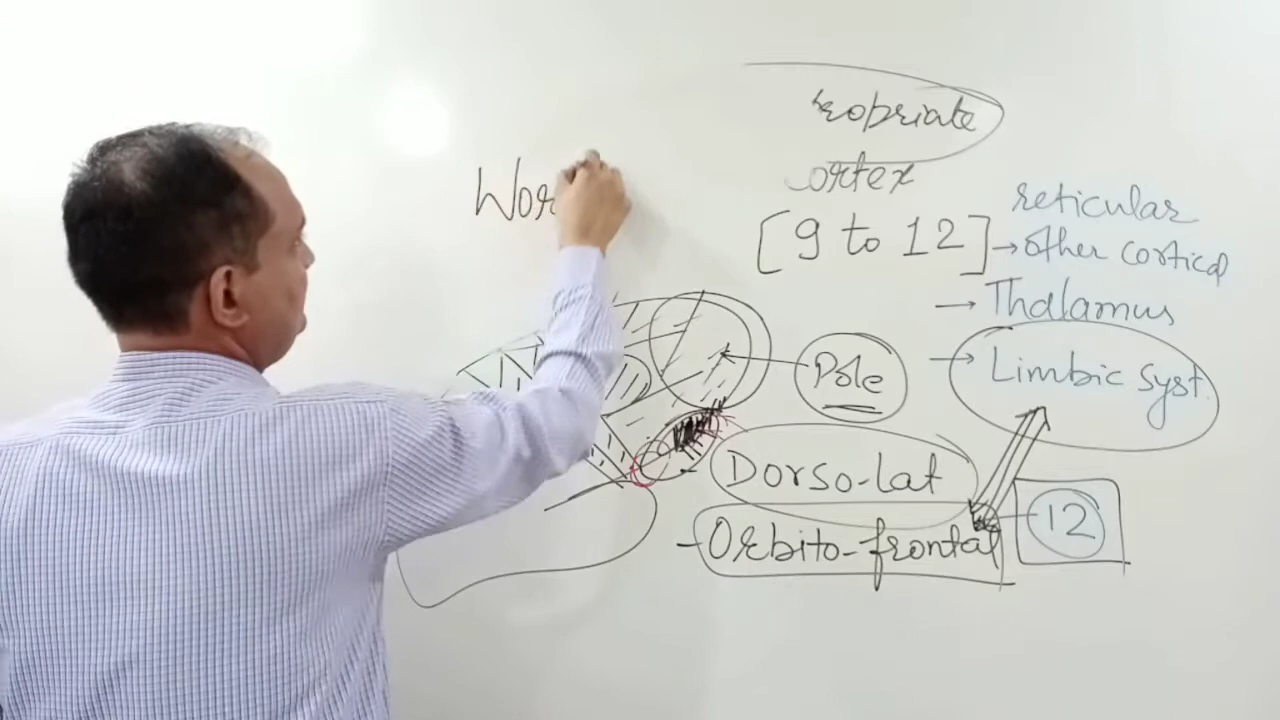 Wor
ropriate
ortex
[9 to 12]
reticular
→other cortical
→ Thalamus
→ Limbic syst.
Pole
Dorso-lat
-Orbito-frontal
12